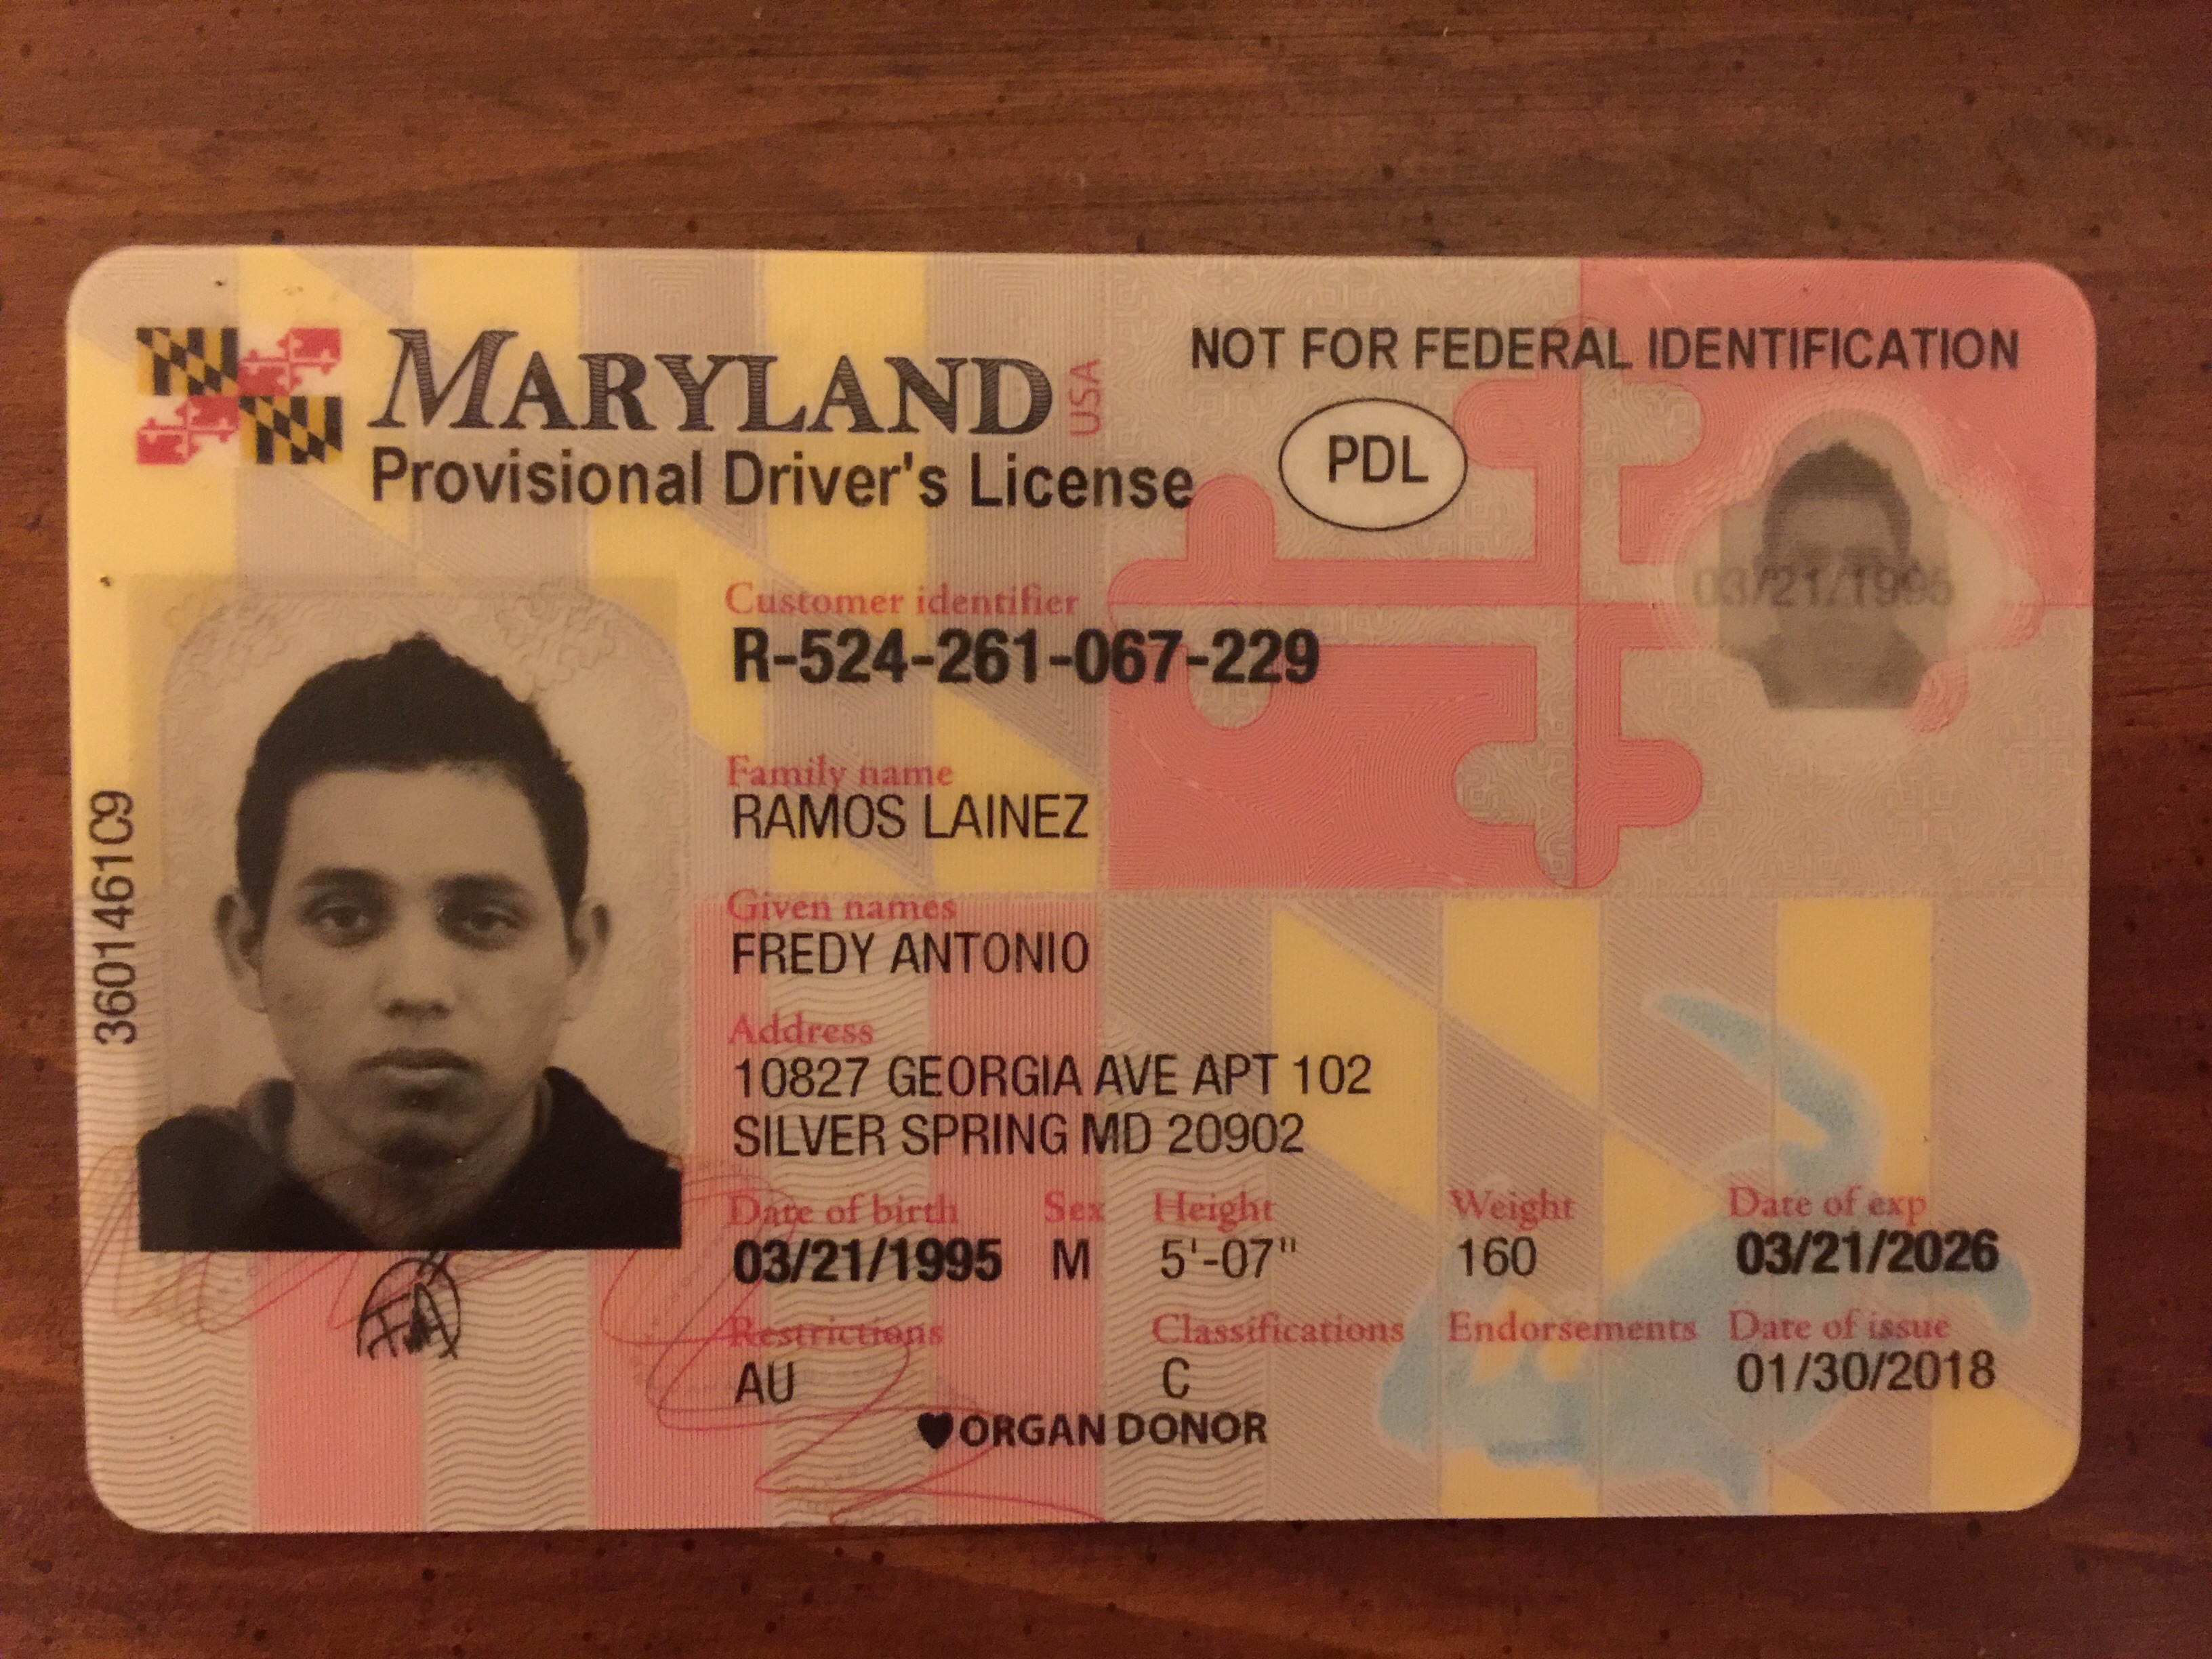 MARYLAND USA
NOT FOR FEDERAL IDENTIFICATION
Provisional Driver's License
PDL
3601461C9
Customer identifier
R-524-261-067-229
Family name
RAMOS LAINEZ
Given names
FREDY ANTONIO
Address
10827 GEORGIA AVE APT 102
SILVER SPRING MD 20902
Date of birth Sex Height Weight Date of exp
03/21/1995 M 5'-07" 160 03/21/2026
Restrictions Classifications Endorsements Date of issue
AU C 01/30/2018
♥ORGAN DONOR
03/21/1995